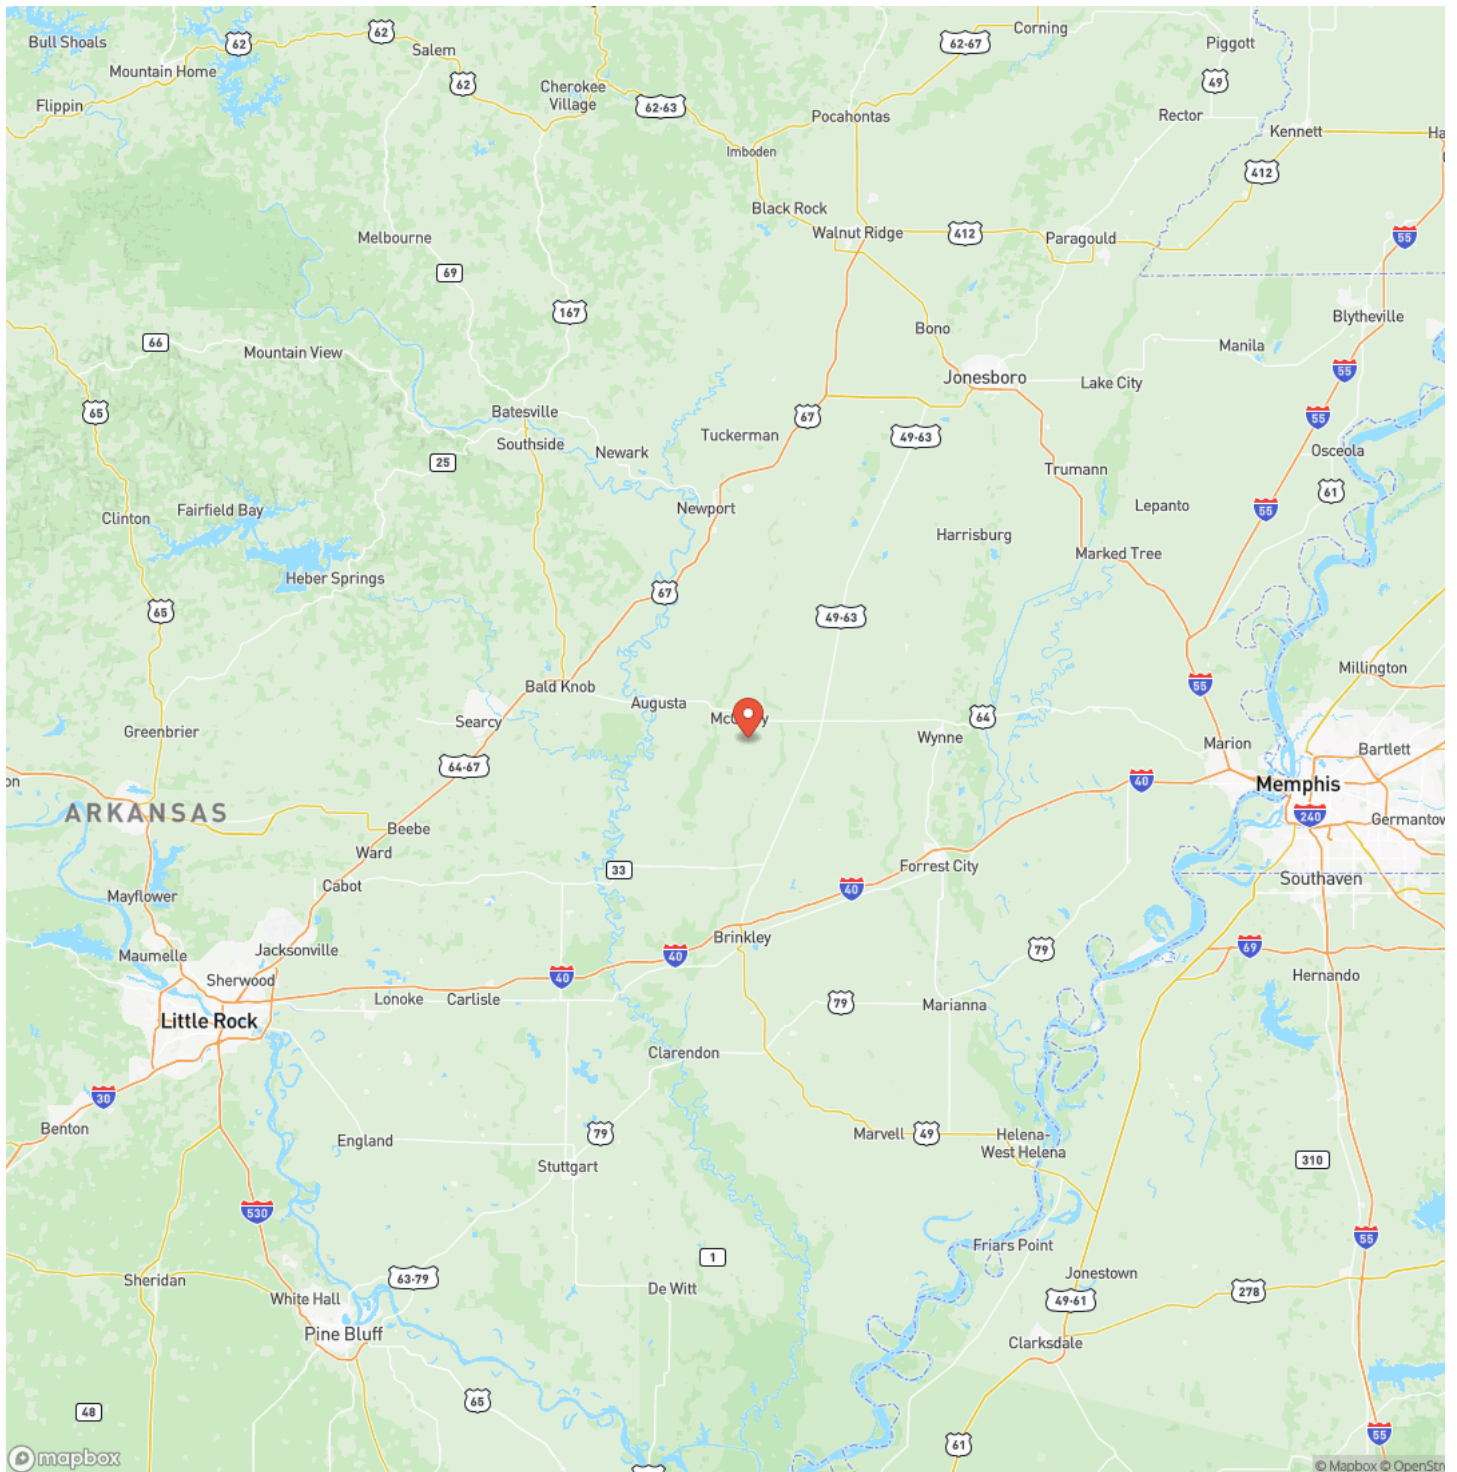 Bull Shoals
62
62
Salem
62-67
Corning
Piggott
Mountain Home
62
Cherokee
Village
49
Flippin
62-63
Pocahontas
Rector
Kennett
Imboden
412
Black Rock
Melbourne
Walnut Ridge
412
Paragould
55
69
167
Blytheville
66
Mountain View
Bono
Manila
55
Jonesboro
Lake City
65
Batesville
67
55
Southside
Tuckerman
49-63
Newark
Osceola
25
Trumann
61
Clinton
Fairfield Bay
Newport
Lepanto
55
Harrisburg
Marked Tree
Heber Springs
67
65
49-63
Millington
Bald Knob
55
Augusta
Searcy
64
Greenbrier
Wynne
Marion
Bartlett
64-67
40
Memphis
ARKANSAS
240
Germantow
Beebe
Ward
33
Forrest City
Cabot
40
Southaven
Mayflower
Brinkley
Jacksonville
Maumelle
40
79
69
Sherwood
40
Hernando
Lonoke
Carlisle
79
Marianna
Little Rock
Clarendon
30
Benton
England
79
Marvell
49
Helena-
West Helena
Stuttgart
310
530
55
Friars Point
1
Sheridan
63-79
Jonestown
De Witt
278
White Hall
49-61
Pine Bluff
Clarksdale
65
48
61
55
mapbox
© Mapbox © OpenStre